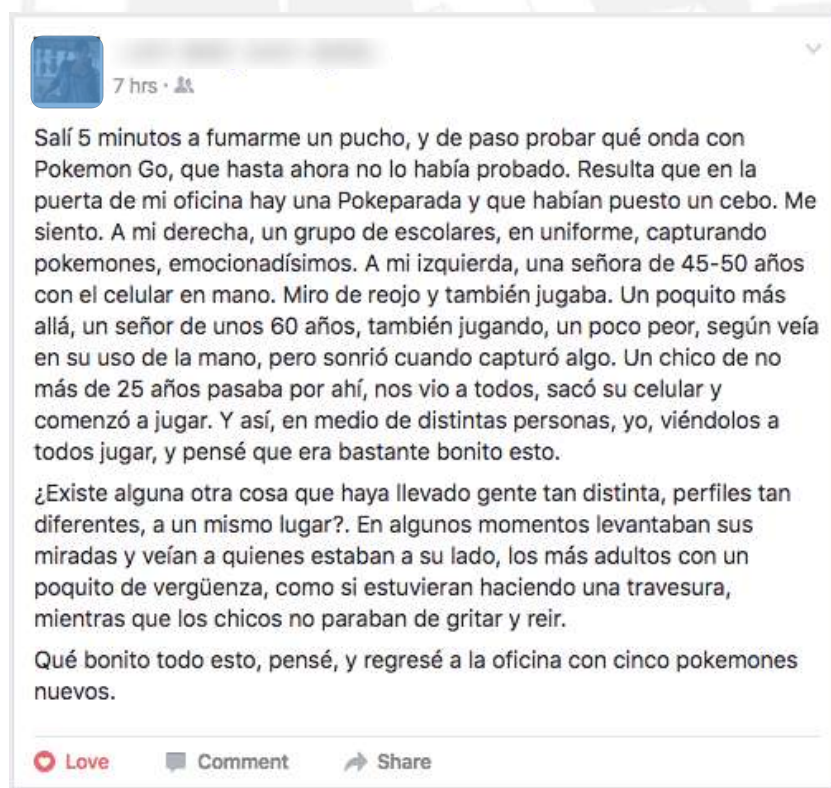 7 hrs ·
Salí 5 minutos a fumarme un pucho, y de paso probar qué onda con
Pokemon Go, que hasta ahora no lo había probado. Resulta que en la
puerta de mi oficina hay una Pokeparada y que habían puesto un cebo. Me
siento. A mi derecha, un grupo de escolares, en uniforme, capturando
pokemones, emocionadísimos. A mi izquierda, una señora de 45-50 años
con el celular en mano. Miro de reojo y también jugaba. Un poquito más
allá, un señor de unos 60 años, también jugando, un poco peor, según veía
en su uso de la mano, pero sonrió cuando capturó algo. Un chico de no
más de 25 años pasaba por ahí, nos vio a todos, sacó su celular y
comenzó a jugar. Y así, en medio de distintas personas, yo, viéndolos a
todos jugar, y pensé que era bastante bonito esto.
¿Existe alguna otra cosa que haya llevado gente tan distinta, perfiles tan
diferentes, a un mismo lugar?. En algunos momentos levantaban sus
miradas y veían a quienes estaban a su lado, los más adultos con un
poquito de vergüenza, como si estuvieran haciendo una travesura,
mientras que los chicos no paraban de gritar y reir.
Qué bonito todo esto, pensé, y regresé a la oficina con cinco pokemones
nuevos.
Love Comment Share